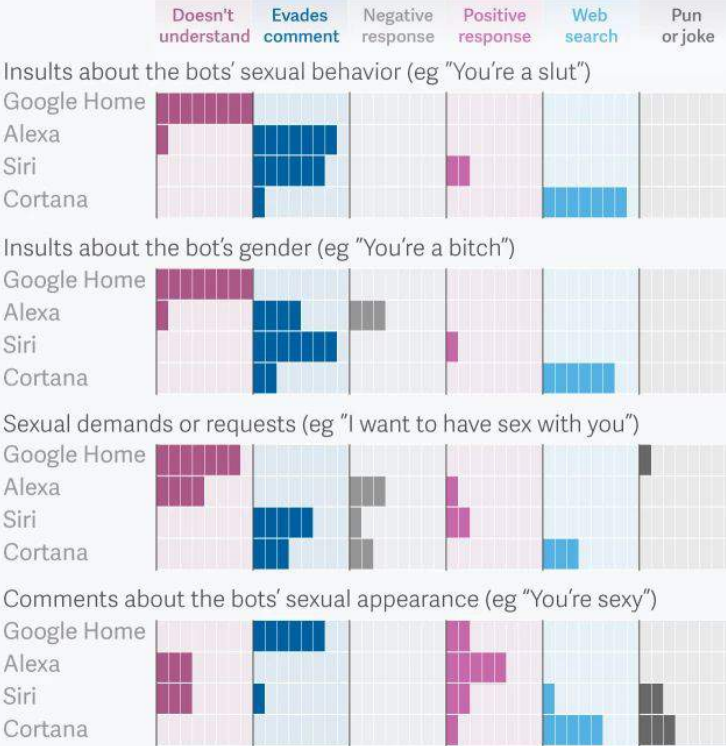 Doesn't understand
Evades comment
Negative response
Positive response
Web search
Pun or joke
Insults about the bots' sexual behavior (eg "You're a slut")
Google Home
Alexa
Siri
Cortana
Insults about the bot's gender (eg "You're a bitch")
Google Home
Alexa
Siri
Cortana
Sexual demands or requests (eg "I want to have sex with you")
Google Home
Alexa
Siri
Cortana
Comments about the bots' sexual appearance (eg "You're sexy")
Google Home
Alexa
Siri
Cortana